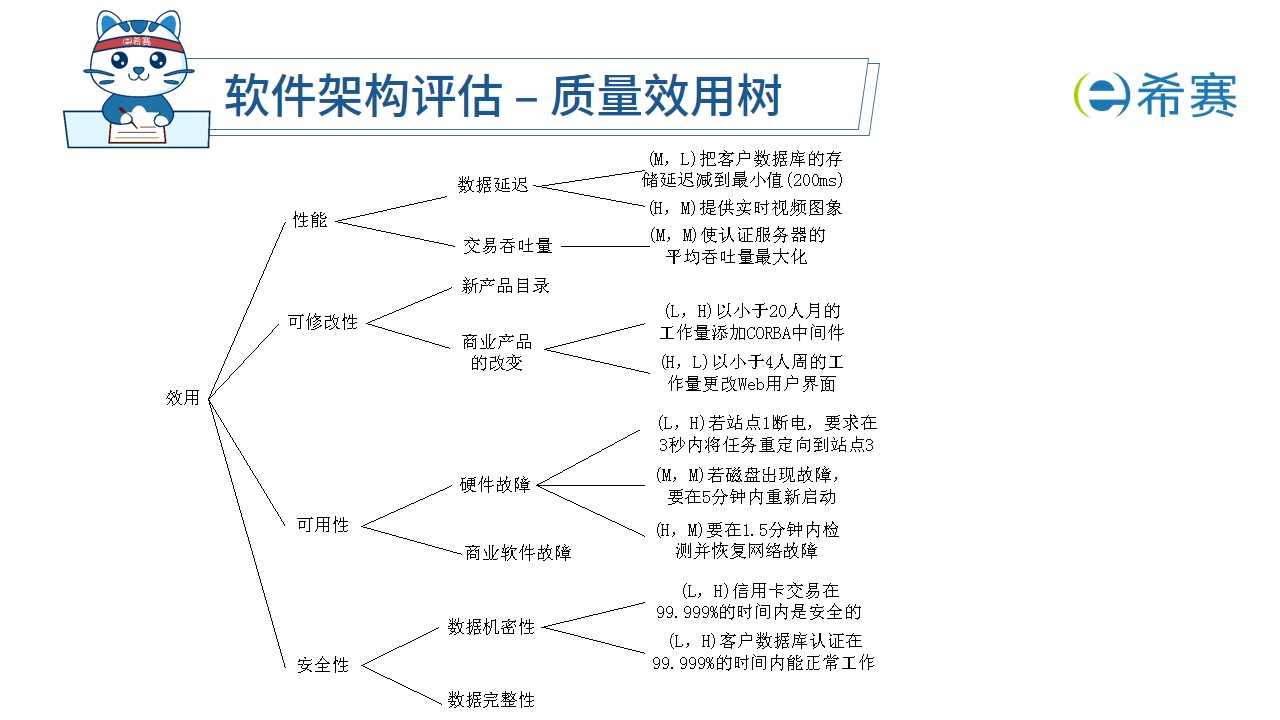 希赛
软件架构评估 – 质量效用树
希赛
(M, L)把客户数据库的存
储延迟减到最小值(200ms)
数据延迟
(H, M)提供实时视频图象
性能
(M, M)使认证服务器的
平均吞吐量最大化
交易吞吐量
新产品目录
可修改性
(L, H)以小于20人月的
工作量添加CORBA中间件
商业产品
的改变
(H, L)以小于4人周的工
作量更改Web用户界面
效用
(L, H)若站点1断电，要求在
3秒内将任务重定向到站点3
硬件故障
(M, M)若磁盘出现故障，
要在5分钟内重新启动
可用性
(H, M)要在1.5分钟内检
测并恢复网络故障
商业软件故障
(L, H)信用卡交易在
99.999%的时间内是安全的
数据机密性
(L, H)客户数据库认证在
99.999%的时间内能正常工作
安全性
数据完整性